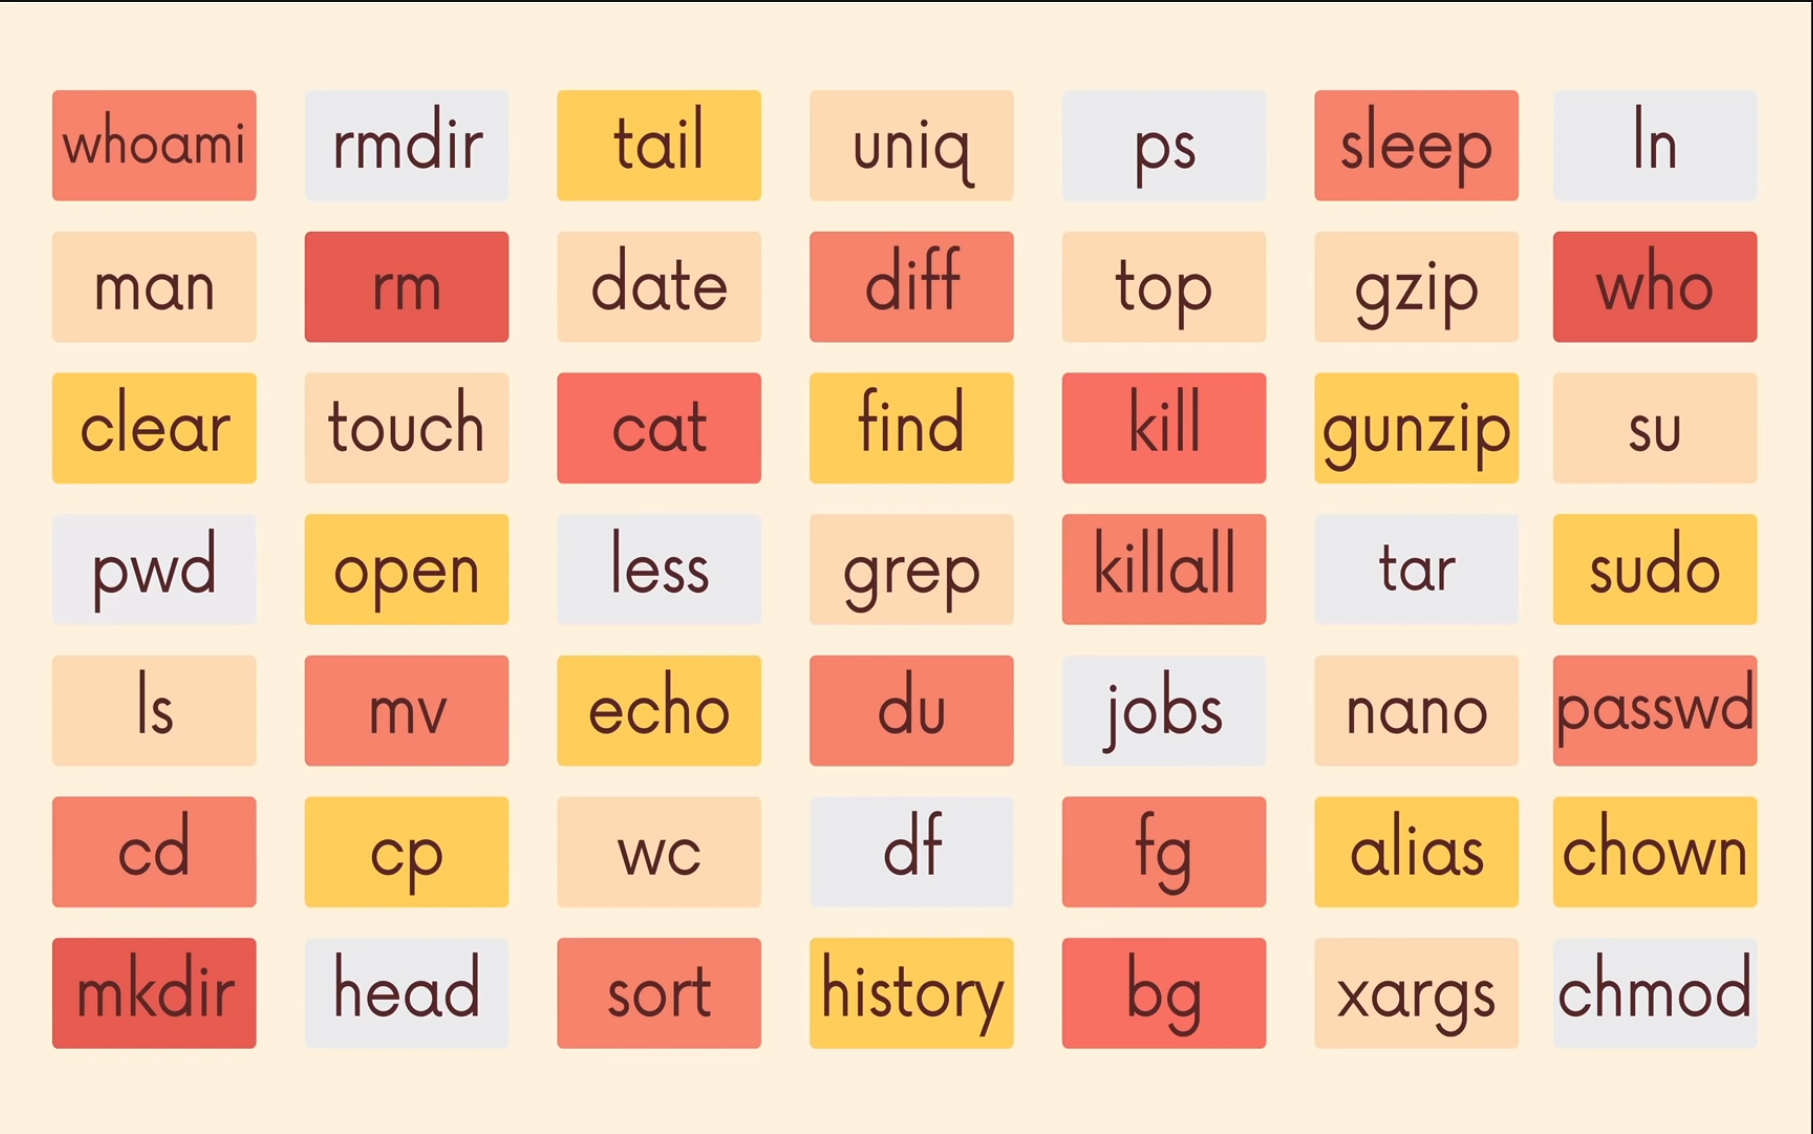 whoami rmdir tail uniq ps sleep ln
man rm date diff top gzip who
clear touch cat find kill gunzip su
pwd open less grep killall tar sudo
ls mv echo du jobs nano passwd
cd cp wc df fg alias chown
mkdir head sort history bg xargs chmod